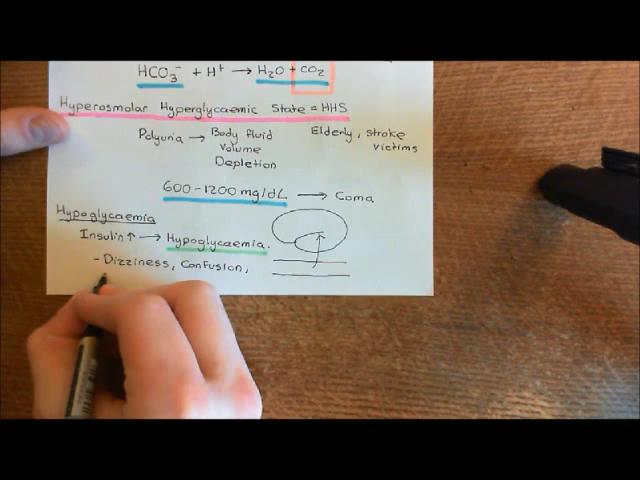 HCO₃⁻ + H⁺ → H₂O + CO₂
Hyperosmolar Hyperglycaemic State = HHS
Polyuria → Body fluid volume Depletion
Elderly, stroke victims
600-1200 mg/dL → Coma
Hypoglycaemia
Insulin↑ → Hypoglycaemia.
- Dizziness, Confusion,